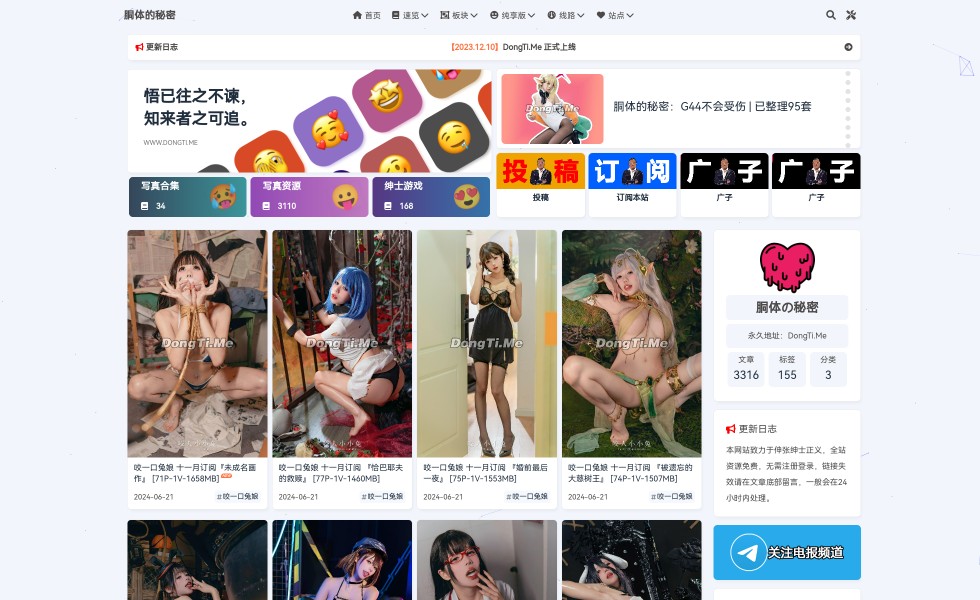 胴体的秘密
首页
速览
板块
纯享版
线路
站点
更新日志
【2023.12.10】DongTi.Me 正式上线
悟已往之不谏，
知来者之可追。
WWW.DONGTI.ME
DongTi.Me
胴体的秘密：G44不会受伤 | 已整理95套
写真合集
34
写真资源
3110
绅士游戏
168
投稿
投稿
订阅
订阅本站
广子
广子
广子
广子
DongTi.Me
咬一口兔娘 十一月订阅 『未成名画
作』 [71P-1V-1658MB]
2024-06-21
#咬一口兔娘
DongTi.Me
咬一口兔娘 十一月订阅 『恰巴耶夫
的救赎』 [77P-1V-1460MB]
2024-06-21
#咬一口兔娘
DongTi.Me
咬一口兔娘 十一月订阅 『婚前最后
一夜』 [75P-1V-1553MB]
2024-06-21
#咬一口兔娘
DongTi.Me
咬一口兔娘 十一月订阅 『被遗忘的
大慈树王』 [74P-1V-1507MB]
2024-06-21
#咬一口兔娘
胴体の秘密
永久地址：DongTi.Me
文章
3316
标签
155
分类
3
更新日志
本网站致力于伸张绅士正义，全站
资源免费，无需注册登录，链接失
效请在文章底部留言，一般会在24
小时内处理。
关注电报频道